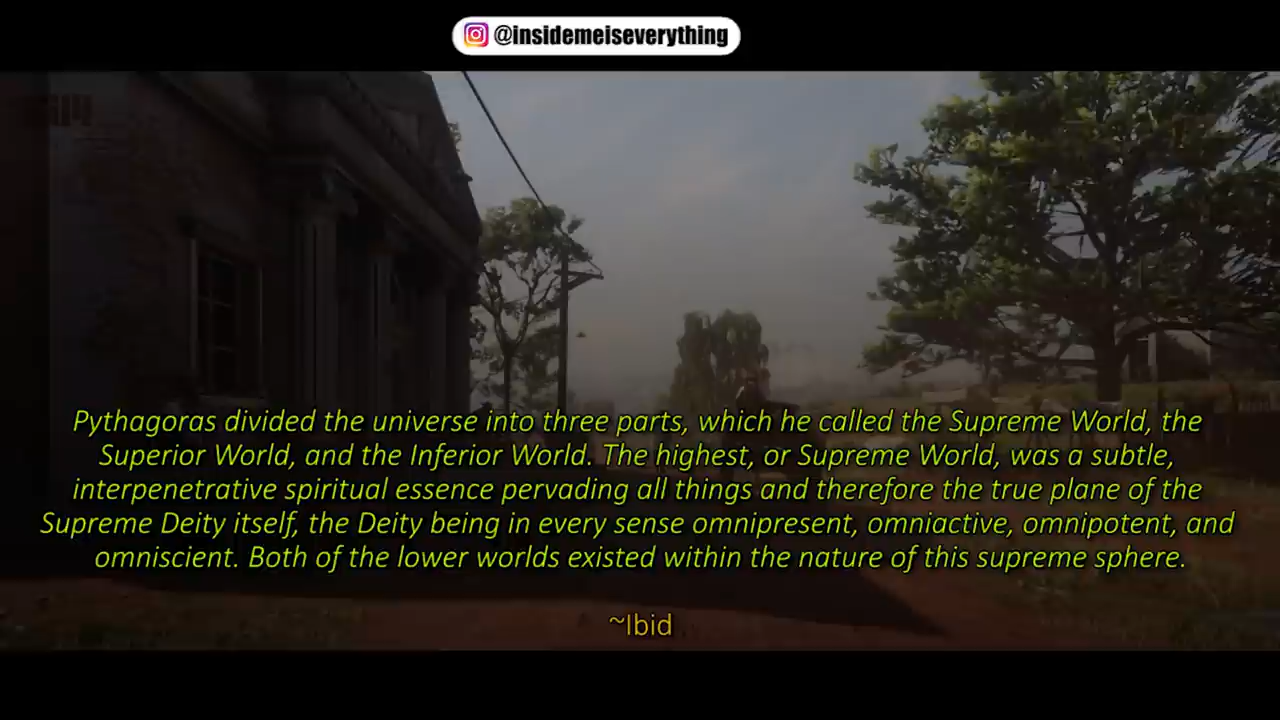 @insidemeiseverything
Pythagoras divided the universe into three parts, which he called the Supreme World, the
Superior World, and the Inferior World. The highest, or Supreme World, was a subtle,
interpenetrative spiritual essence pervading all things and therefore the true plane of the
Supreme Deity itself, the Deity being in every sense omnipresent, omniactive, omnipotent, and
omniscient. Both of the lower worlds existed within the nature of this supreme sphere.
~Ibid